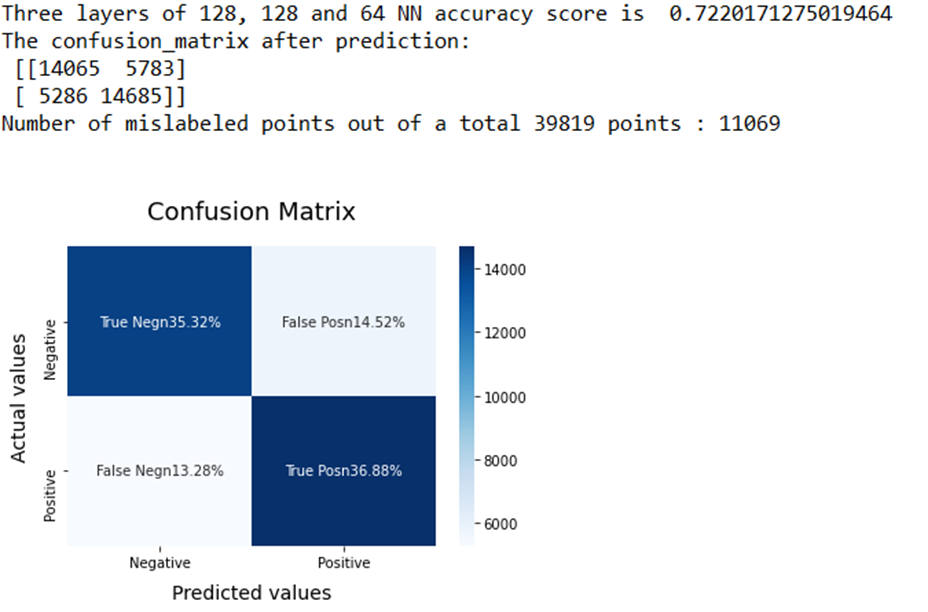 Three layers of 128, 128 and 64 NN accuracy score is  0.7220171275019464
The confusion_matrix after prediction:
[[14065  5783]
[ 5286 14685]]
Number of mislabeled points out of a total 39819 points : 11069
Confusion Matrix
Actual values
Negative
True Negn35.32%
False Posn14.52%
Positive
False Negn13.28%
True Posn36.88%
Negative
Positive
Predicted values
14000
12000
10000
8000
6000